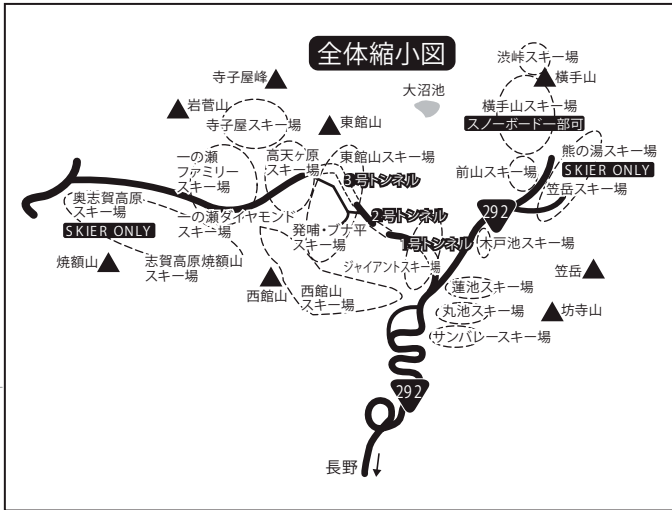 全体縮小図
渋峠スキー場
横手山
寺子屋峰
大沼池
岩菅山
横手山スキー場
スノーボード一部可
寺子屋スキー場
東館山
熊の湯スキー場
SKIER ONLY
一の瀬
ファミリー
スキー場
高天ヶ原
スキー場
東館山スキー場
前山スキー場
笠岳スキー場
3号トンネル
奥志賀高原
スキー場
SKIER ONLY
一の瀬ダイヤモンド
スキー場
発哺・ブナ平
スキー場
2号トンネル
292
1号トンネル
木戸池スキー場
焼額山
志賀高原焼額山
スキー場
西館山
西館山
スキー場
ジャイアントスキー場
笠岳
蓮池スキー場
丸池スキー場
坊寺山
サンバレースキー場
292
長野